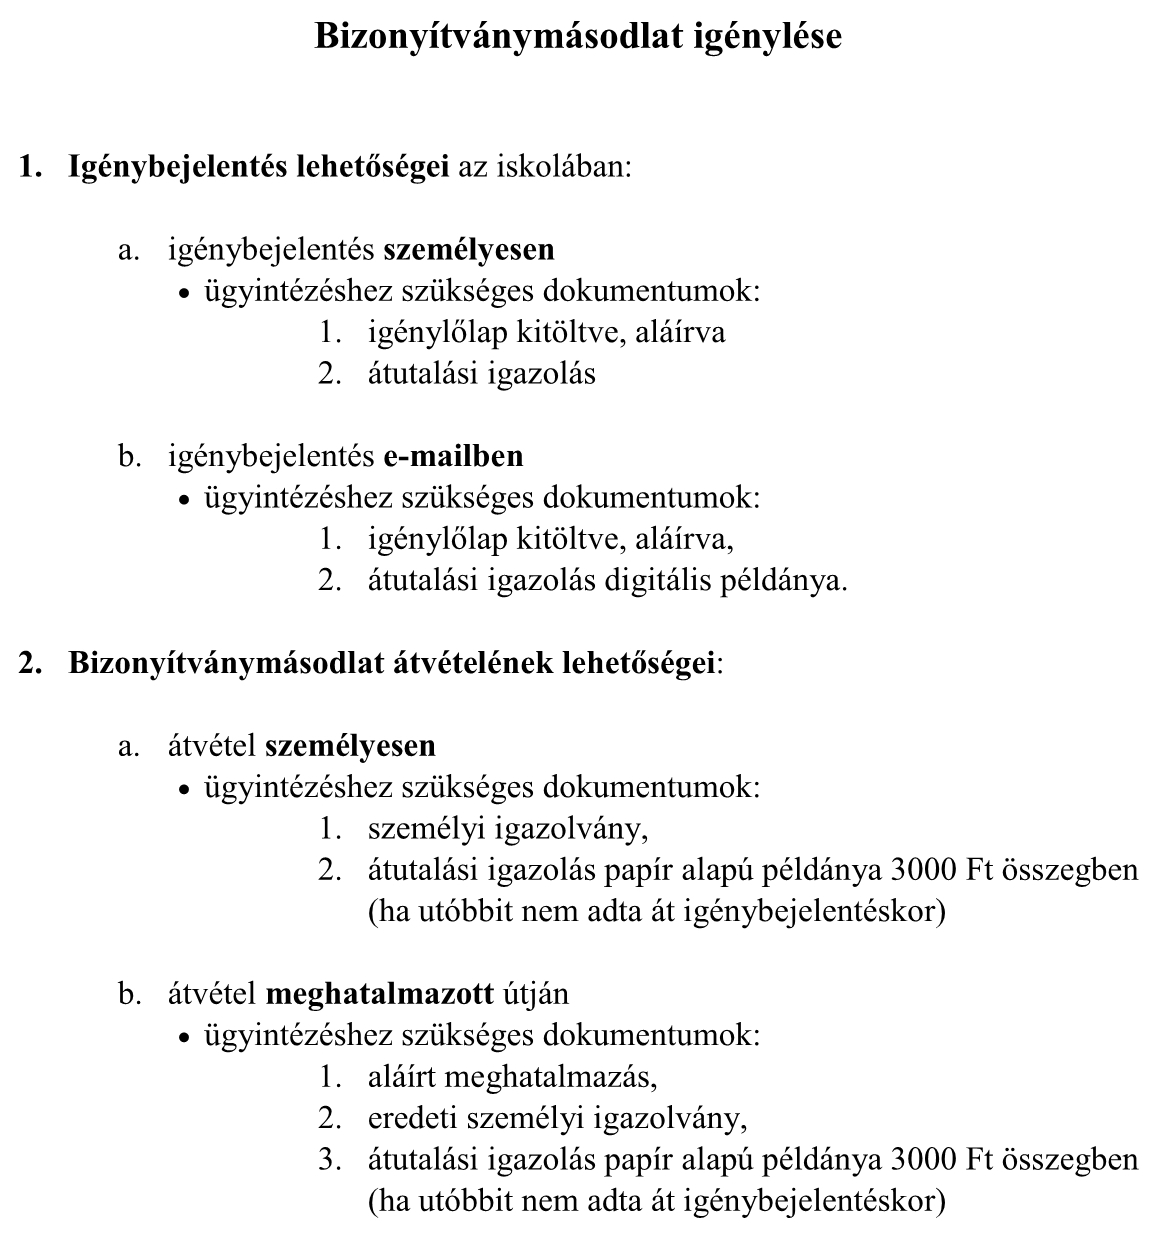 Bizonyítványmásodlat igénylése
1. Igénybejelentés lehetőségei az iskolában:
a. igénybejelentés személyesen
• ügyintézéshez szükséges dokumentumok:
1. igénylőlap kitöltve, aláírva
2. átutalási igazolás
b. igénybejelentés e-mailben
• ügyintézéshez szükséges dokumentumok:
1. igénylőlap kitöltve, aláírva,
2. átutalási igazolás digitális példánya.
2. Bizonyítványmásodlat átvételének lehetőségei:
a. átvétel személyesen
• ügyintézéshez szükséges dokumentumok:
1. személyi igazolvány,
2. átutalási igazolás papír alapú példánya 3000 Ft összegben
(ha utóbbit nem adta át igénybejelentéskor)
b. átvétel meghatalmazott útján
• ügyintézéshez szükséges dokumentumok:
1. aláírt meghatalmazás,
2. eredeti személyi igazolvány,
3. átutalási igazolás papír alapú példánya 3000 Ft összegben
(ha utóbbit nem adta át igénybejelentéskor)